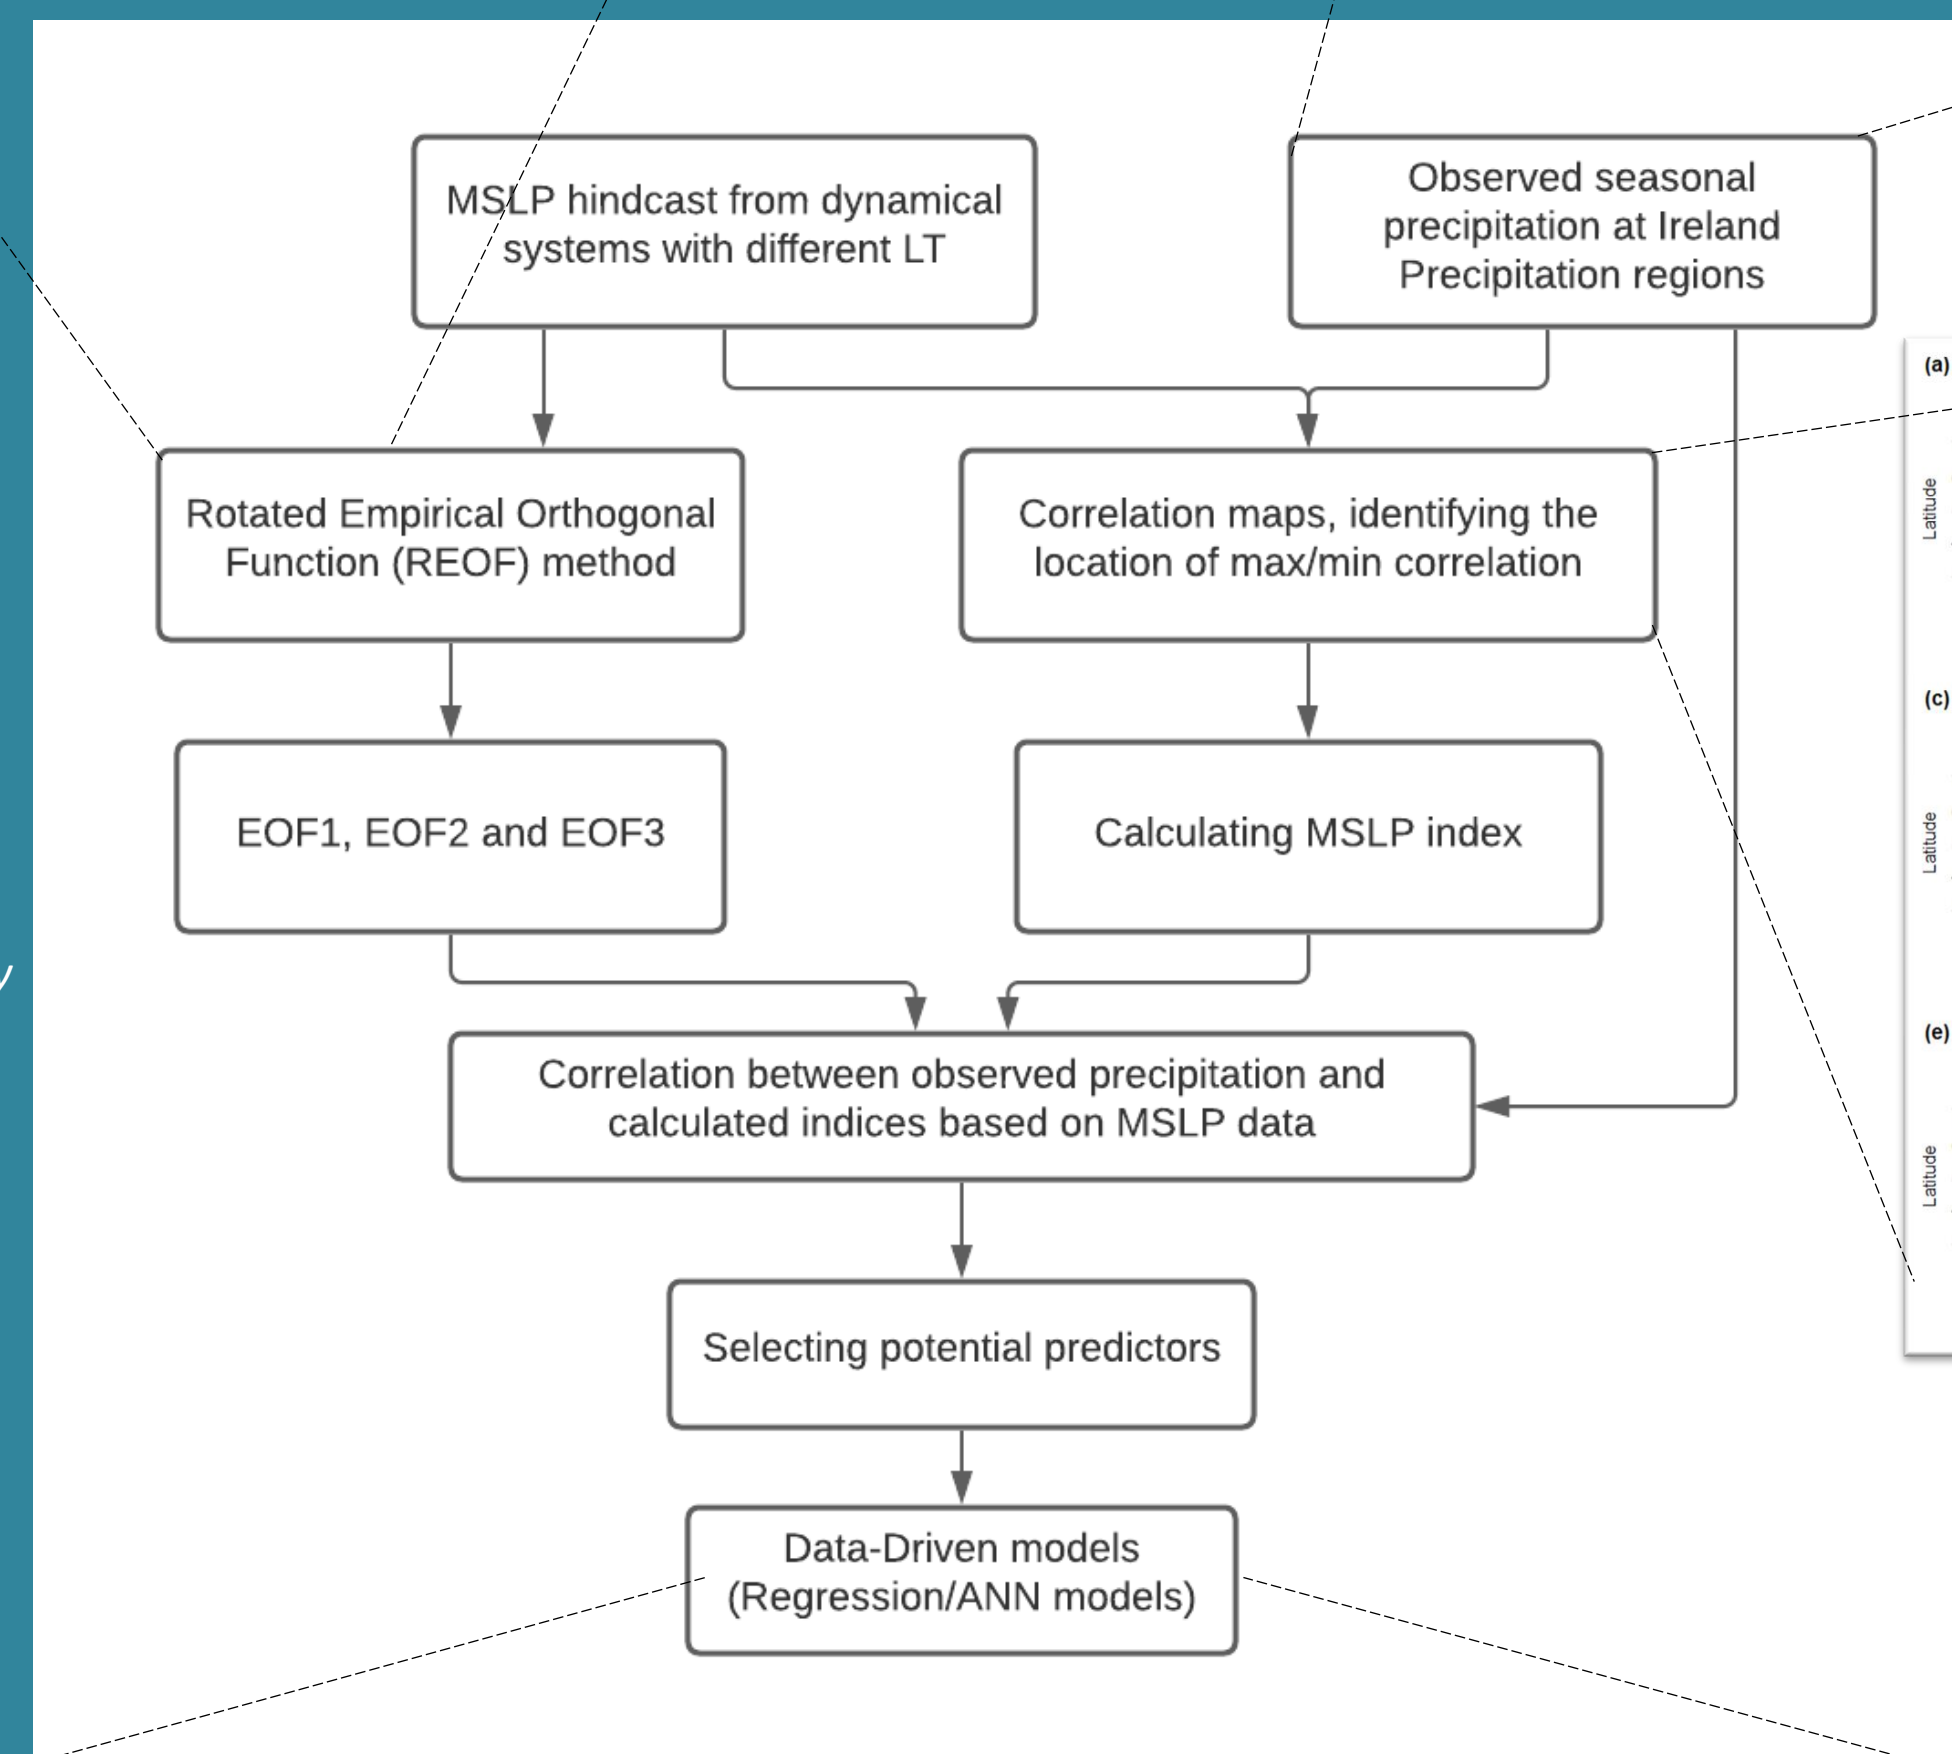 MSLP hindcast from dynamical
systems with different LT
Observed seasonal
precipitation at Ireland
Precipitation regions
Rotated Empirical Orthogonal
Function (REOF) method
Correlation maps, identifying the
location of max/min correlation
EOF1, EOF2 and EOF3
Calculating MSLP index
Correlation between observed precipitation and
calculated indices based on MSLP data
Selecting potential predictors
Data-Driven models
(Regression/ANN models)
(a)
Latitude
(c)
Latitude
(e)
Latitude